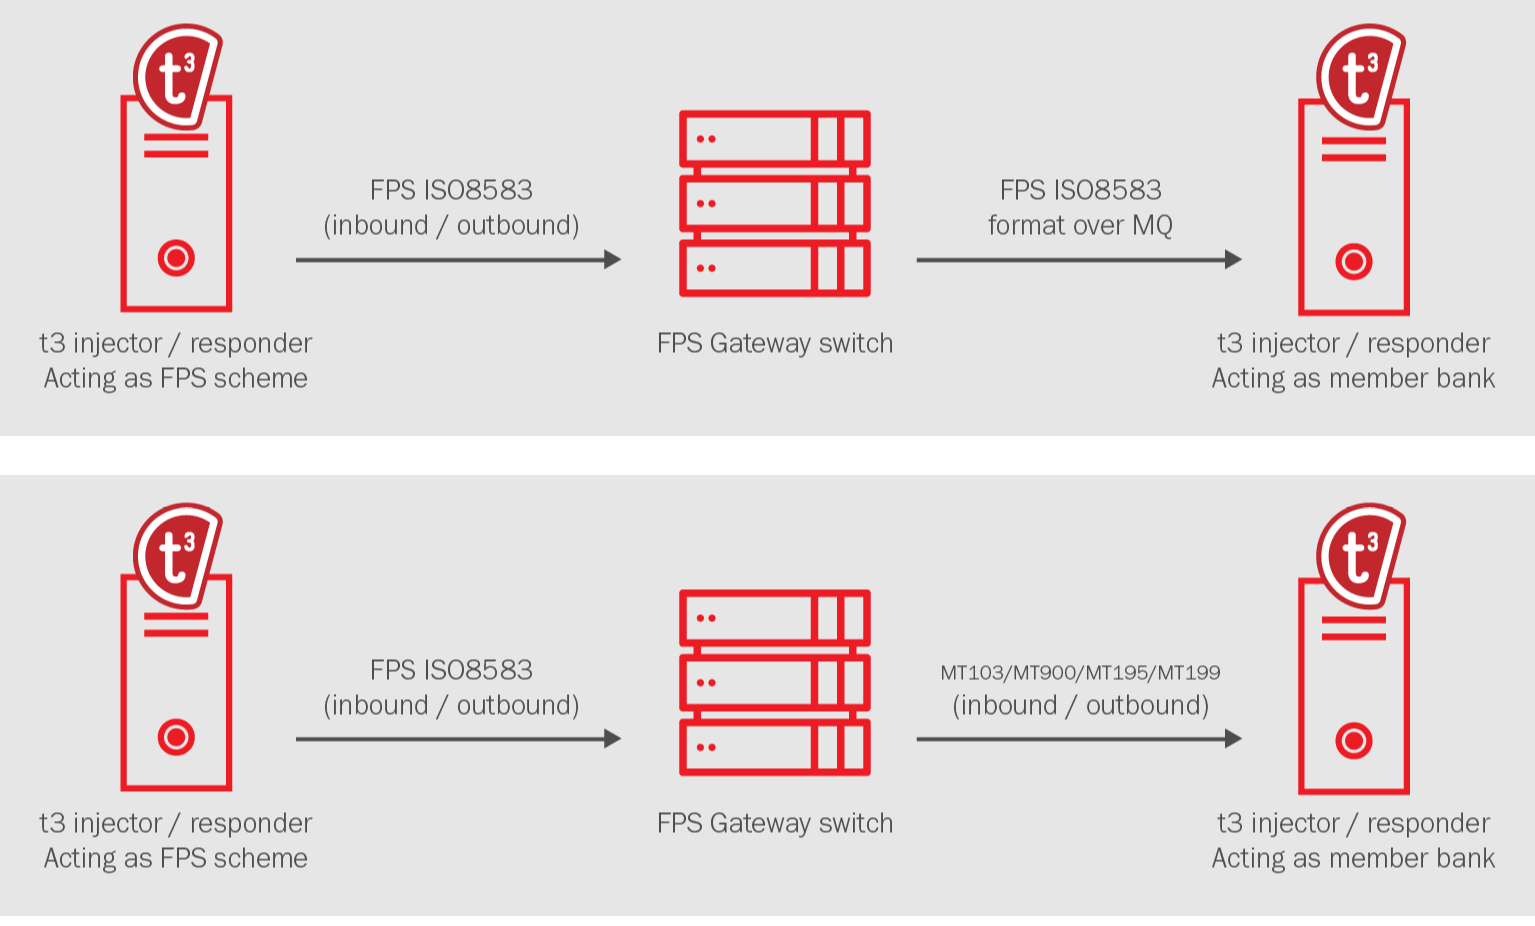 t³
t³
FPS ISO8583
(inbound / outbound)
FPS ISO8583
format over MQ
t3 injector / responder
Acting as FPS scheme
FPS Gateway switch
t3 injector / responder
Acting as member bank
t³
t³
FPS ISO8583
(inbound / outbound)
MT103/MT900/MT195/MT199
(inbound / outbound)
t3 injector / responder
Acting as FPS scheme
FPS Gateway switch
t3 injector / responder
Acting as member bank